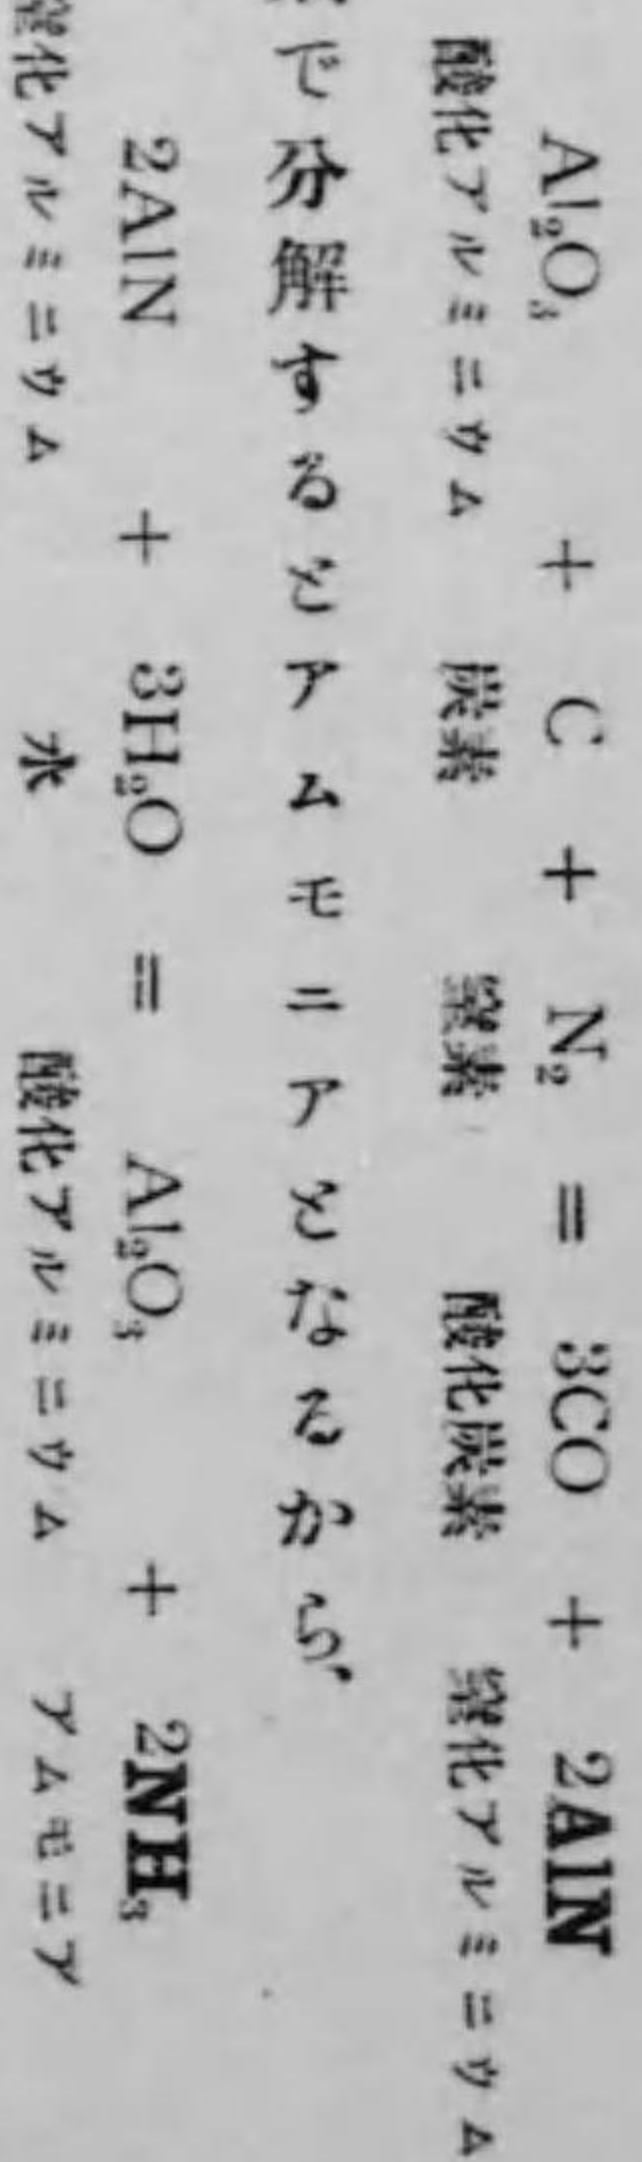 Al₂O₃ + C + N₂ = 3CO + 2AlN
酸化アルミニウム 炭素 窒素 酸化炭素 窒化アルミニウム
で分解するとアムモニアとなるから
2AlN + 3H₂O = Al₂O₃ + 2NH₃
窒化アルミニウム 水 酸化アルミニウム アムモニア